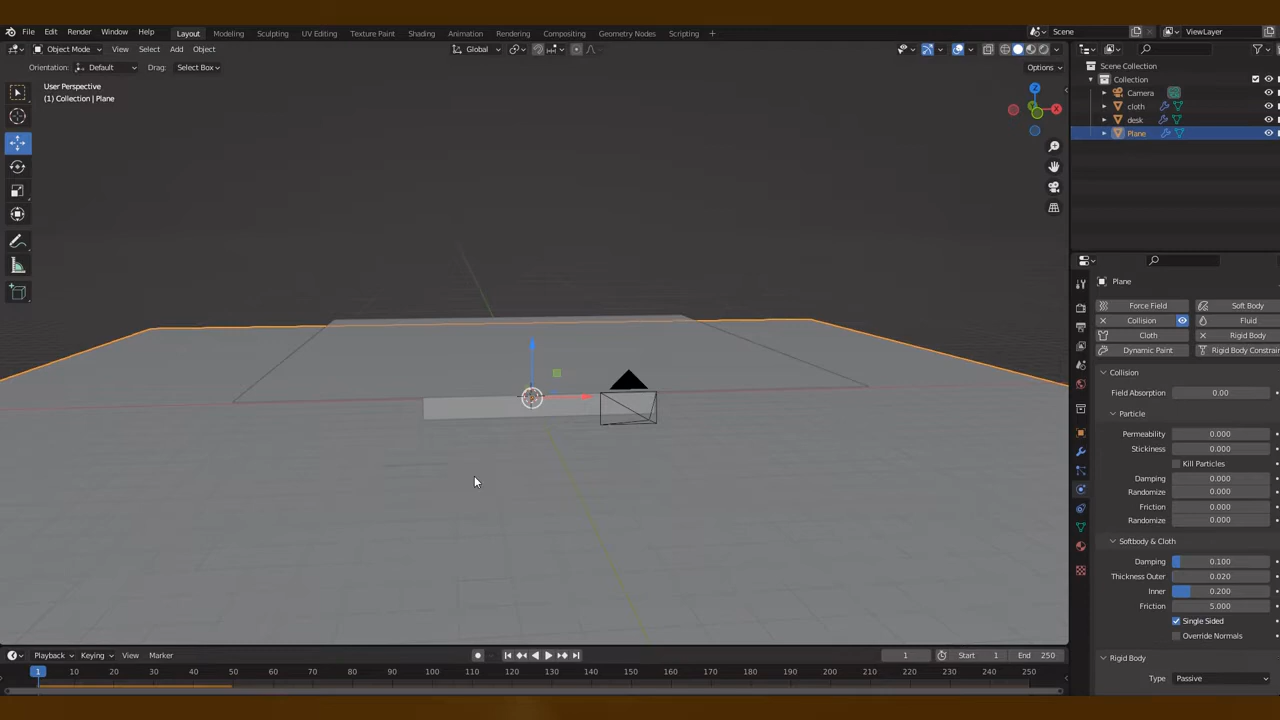 File Edit Render Window Help Layout Modeling Sculpting UV Editing Texture Paint Shading Animation Rendering Compositing Geometry Nodes Scripting + Scene ViewLayer
Object Mode View Select Add Object Global
Orientation: Default Drag: Select Box Options
User Perspective
(1) Collection | Plane
Z
X
Scene Collection
Collection
Camera
cloth
desk
Plane
Plane
Force Field Soft Body
Collision Fluid
Cloth Rigid Body
Dynamic Paint Rigid Body Constrai
Collision
Field Absorption 0.00
Particle
Permeability 0.000
Stickiness 0.000
Kill Particles
Damping 0.000
Randomize 0.000
Friction 0.000
Randomize 0.000
Softbody & Cloth
Damping 0.100
Thickness Outer 0.020
Inner 0.200
Friction 5.000
Single Sided
Override Normals
Rigid Body
Type Passive
Playback Keying View Marker 1 Start 1 End 250
1 10 20 30 40 50 60 70 80 90 100 110 120 130 140 150 160 170 180 190 200 210 220 230 240 250